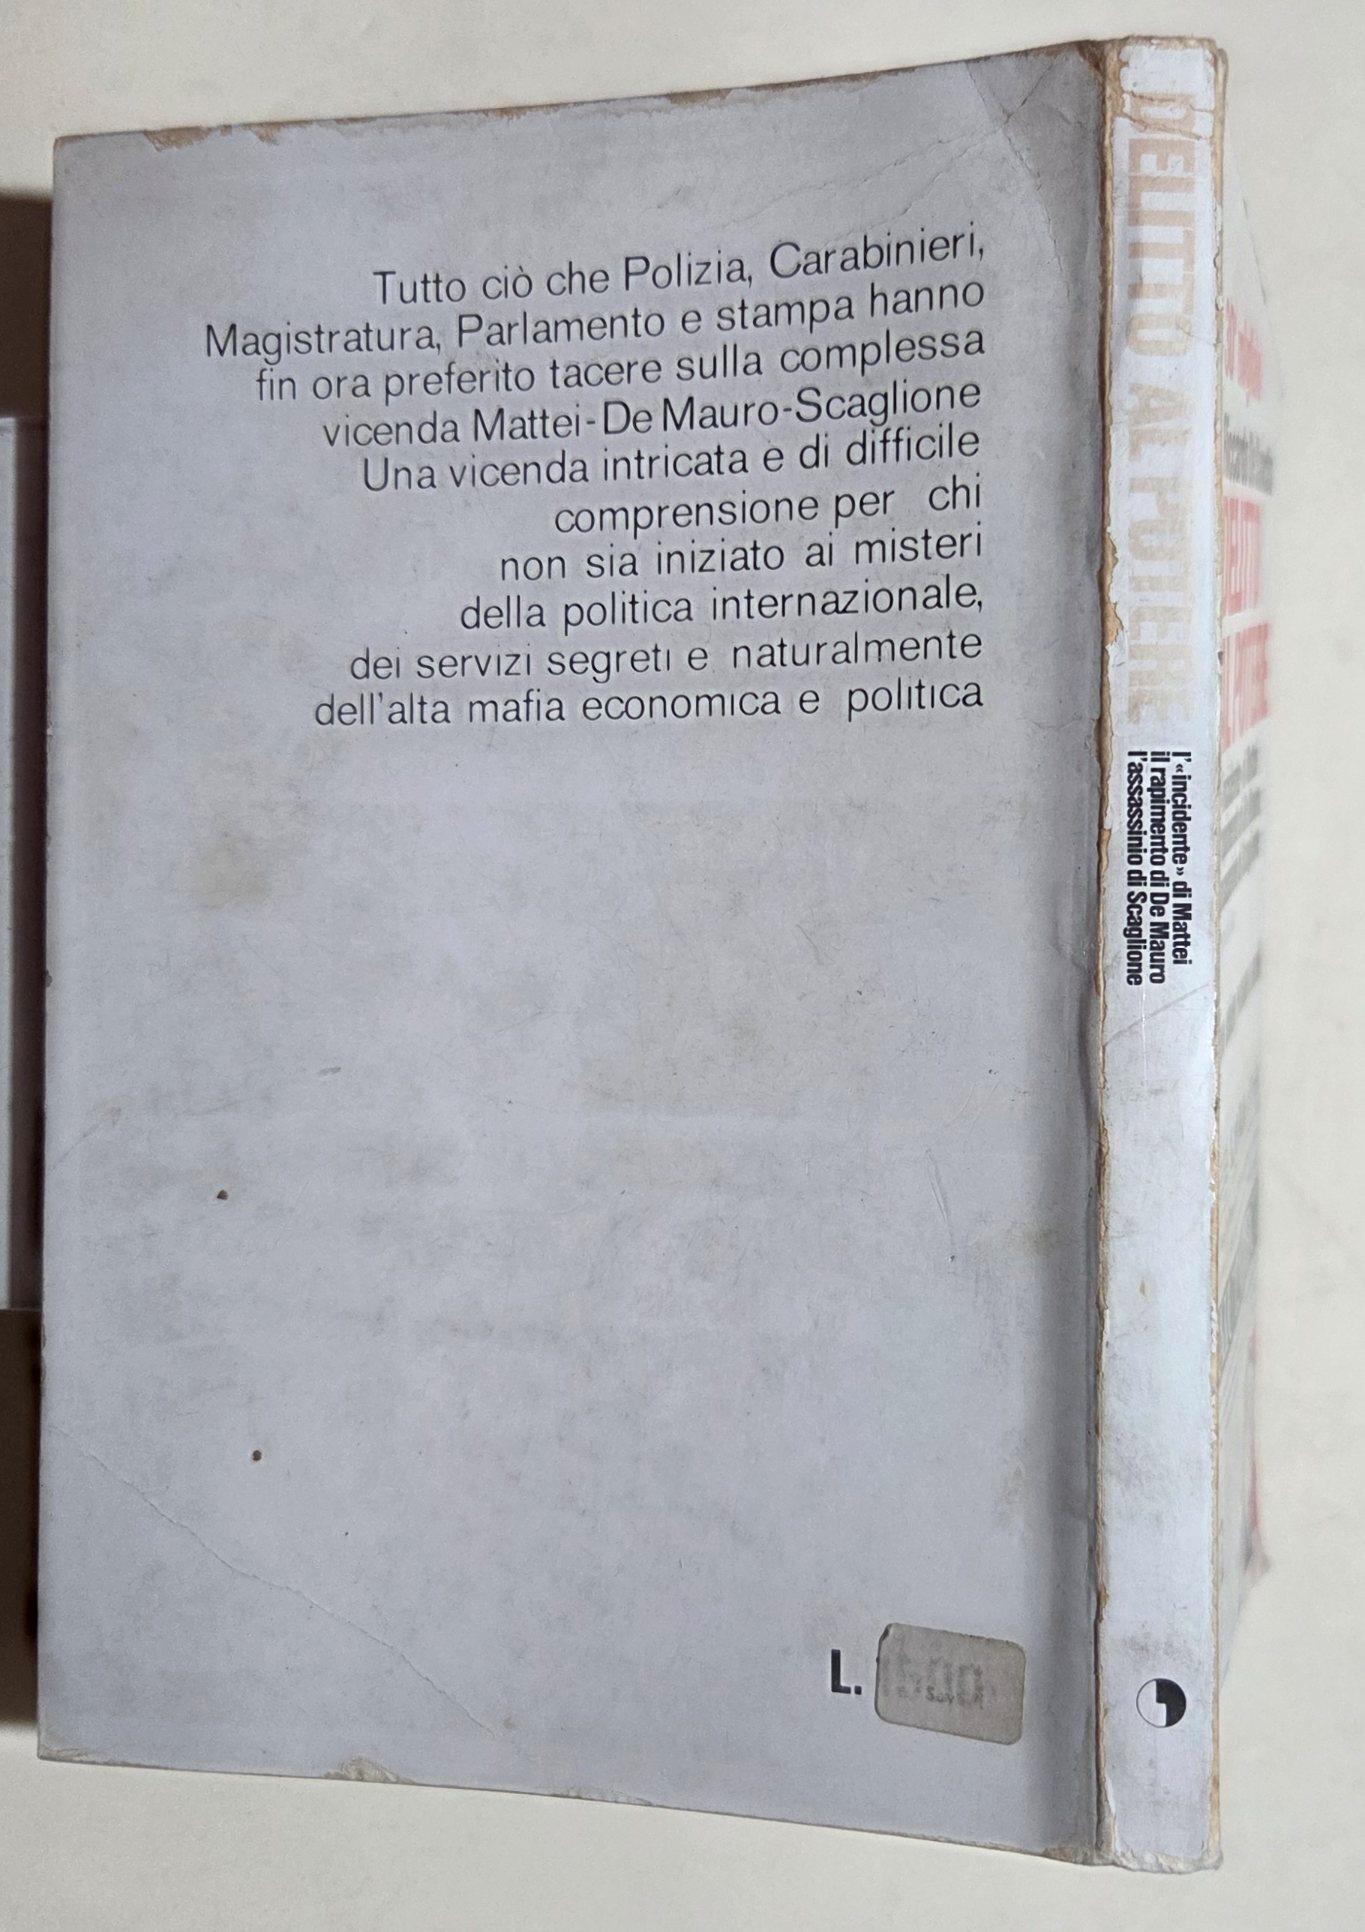 Tutto ciò che Polizia, Carabinieri,
Magistratura, Parlamento e stampa hanno
fin ora preferito tacere sulla complessa
vicenda Mattei-De Mauro-Scaglione
Una vicenda intricata e di difficile
comprensione per chi
non sia iniziato ai misteri
della politica internazionale,
dei servizi segreti e naturalmente
dell'alta mafia economica e politica
L.
DELITTO AL POTERE
l'«incidente» di Mattei
il rapimento di De Mauro
l'assassinio di Scaglione